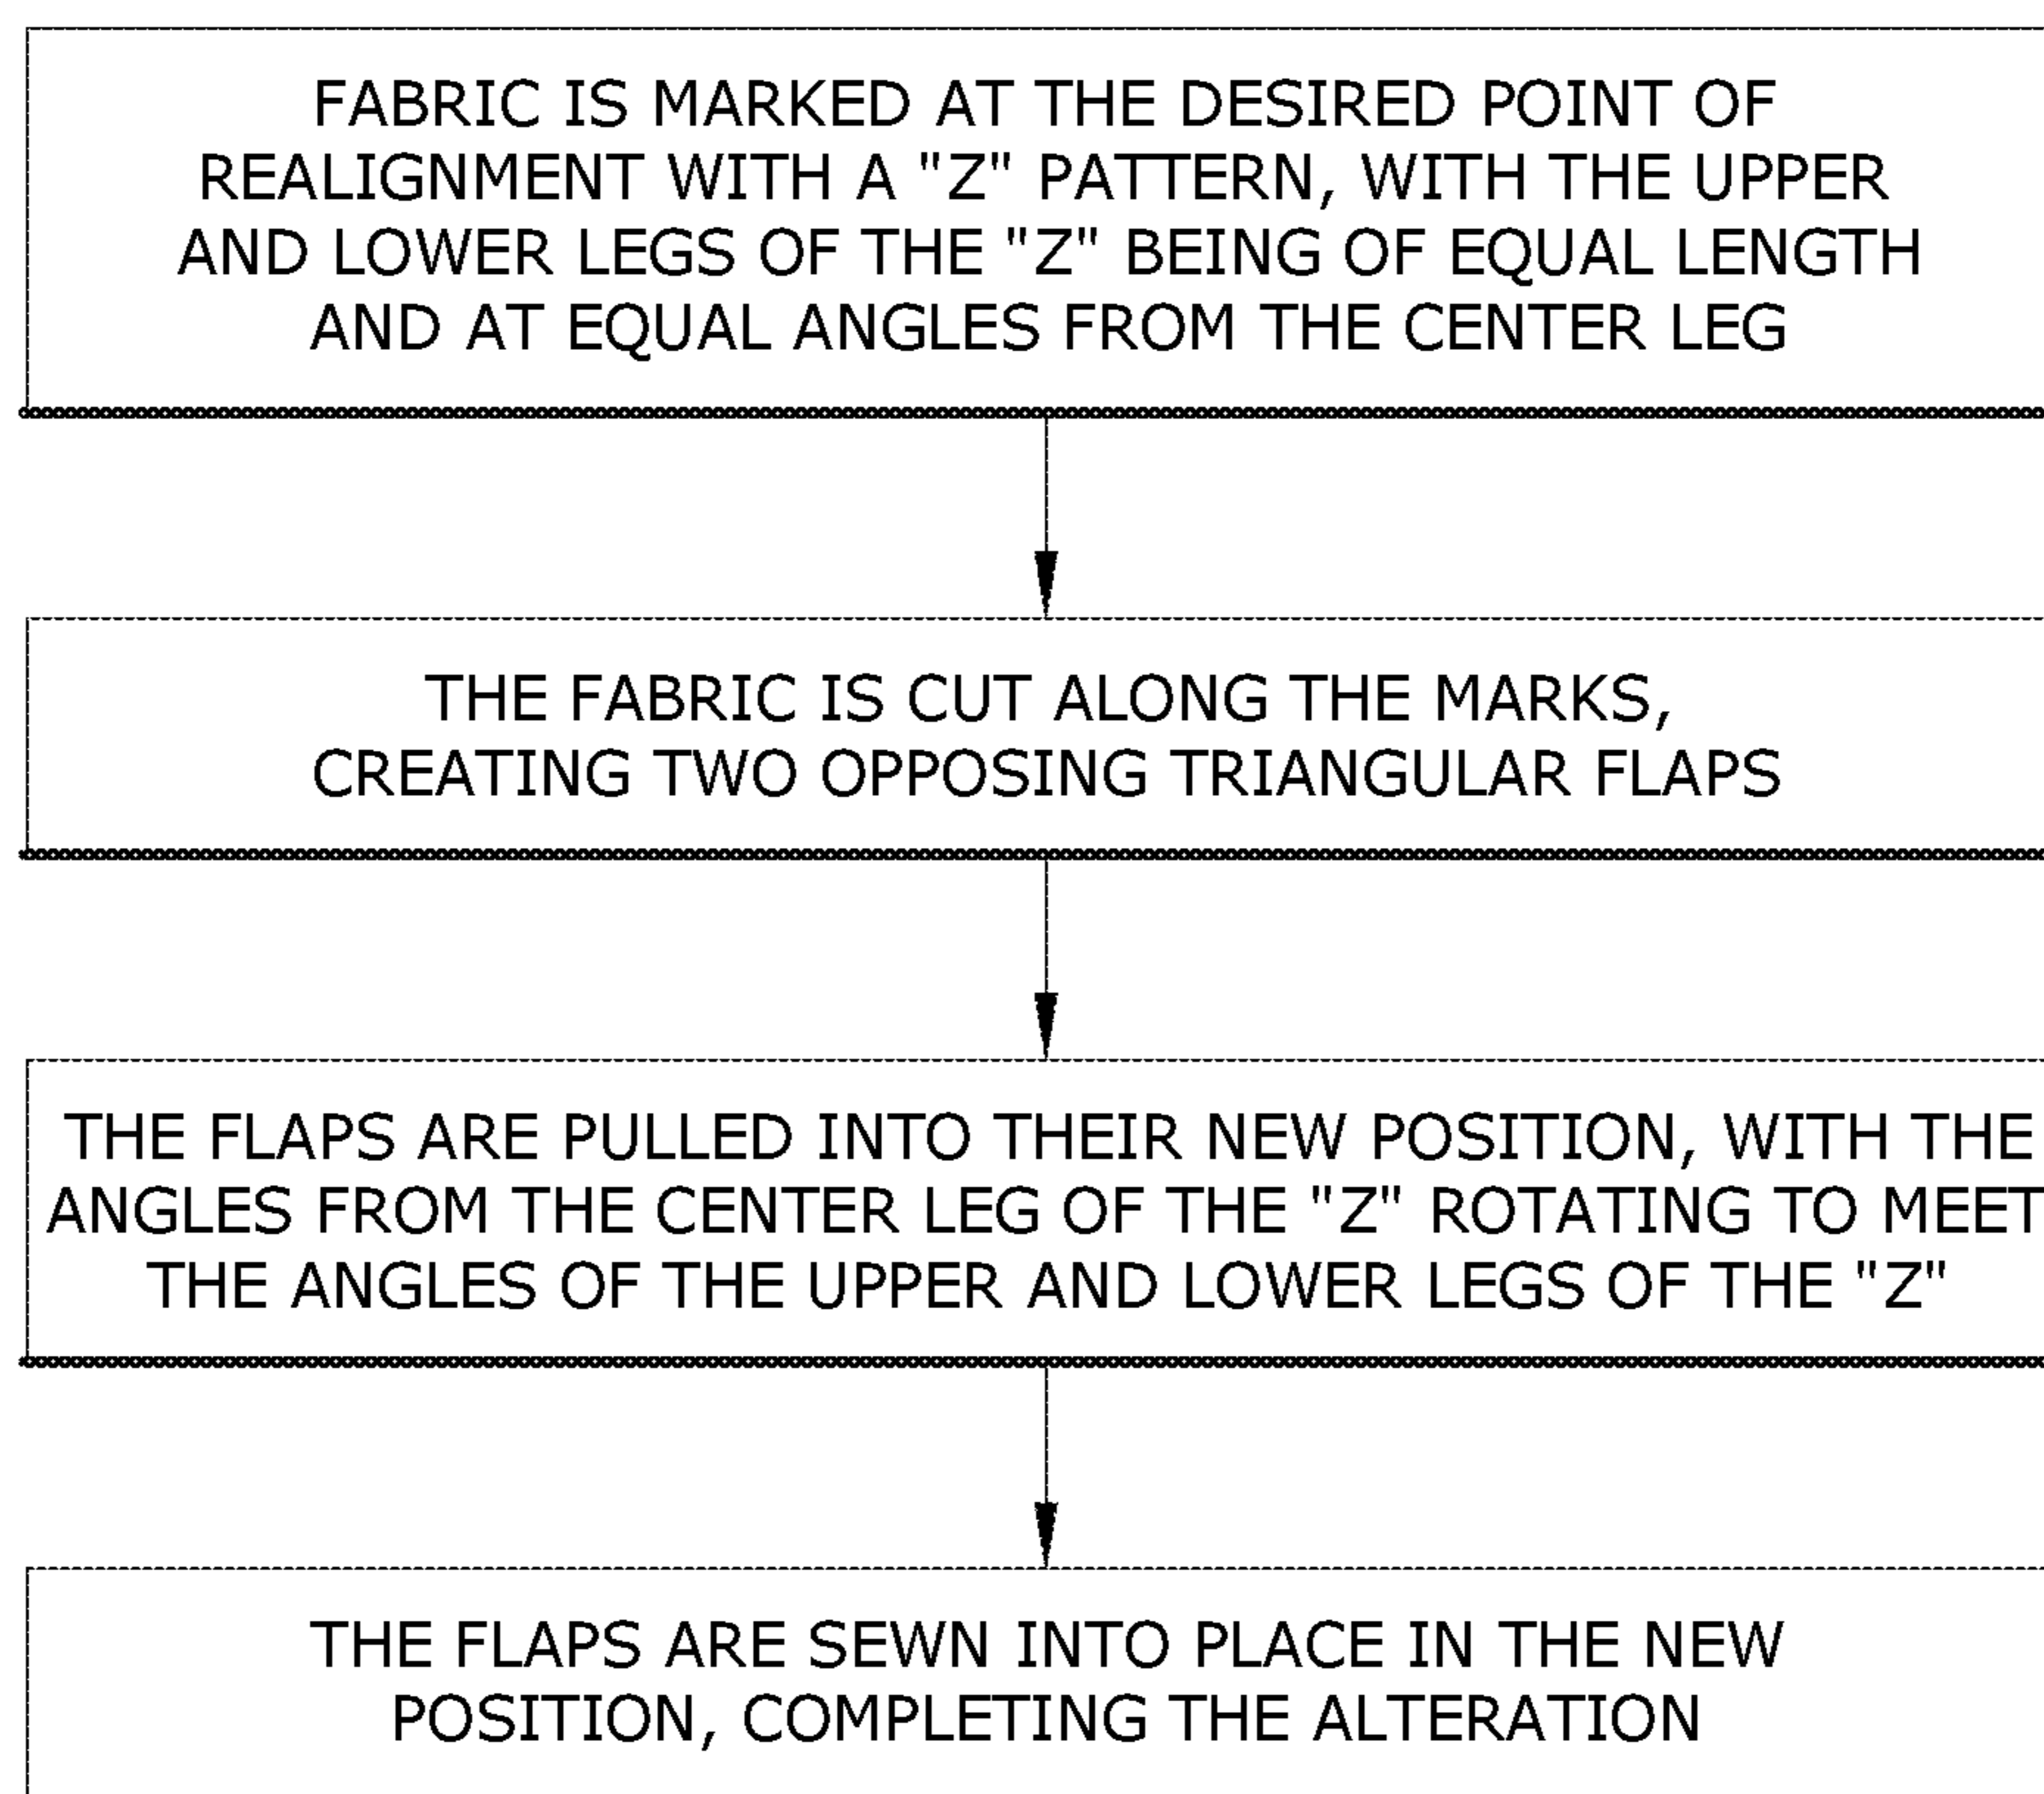 FABRIC IS MARKED AT THE DESIRED POINT OF
REALIGNMENT WITH A "Z" PATTERN, WITH THE UPPER
AND LOWER LEGS OF THE "Z" BEING OF EQUAL LENGTH
AND AT EQUAL ANGLES FROM THE CENTER LEG
THE FABRIC IS CUT ALONG THE MARKS,
CREATING TWO OPPOSING TRIANGULAR FLAPS
THE FLAPS ARE PULLED INTO THEIR NEW POSITION, WITH THE
ANGLES FROM THE CENTER LEG OF THE "Z" ROTATING TO MEET
THE ANGLES OF THE UPPER AND LOWER LEGS OF THE "Z"
THE FLAPS ARE SEWN INTO PLACE IN THE NEW
POSITION, COMPLETING THE ALTERATION